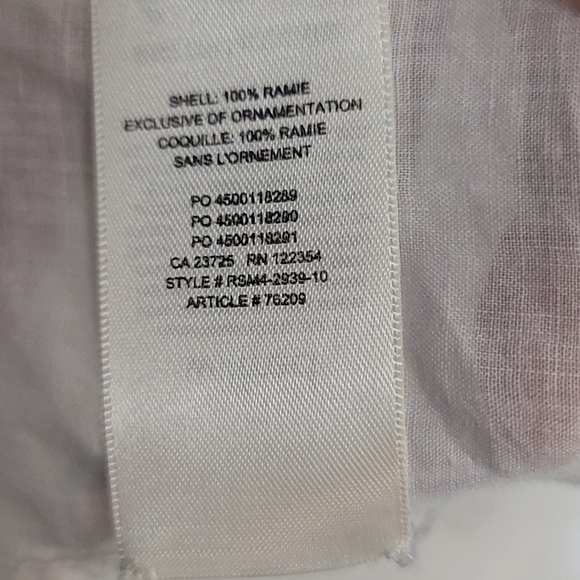 SHELL: 100% RAMIE
EXCLUSIVE OF ORNAMENTATION
COQUILLE: 100% RAMIE
SANS L'ORNEMENT
PO 4500118289
PO 4500118290
PO 4500118291
CA 23725 RN 122354
STYLE # RSM4-2939-10
ARTICLE # 76209